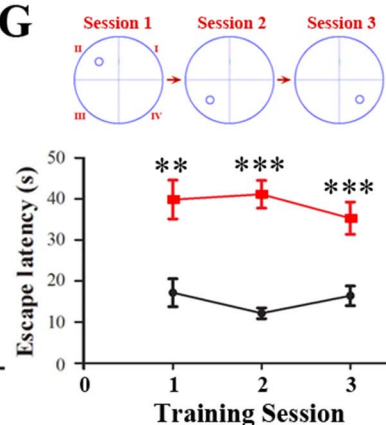 G
Session 1 Session 2 Session 3
II I
III IV
50
** *** ***
40
30
20
10
0
Escape latency (s)
0 1 2 3
Training Session